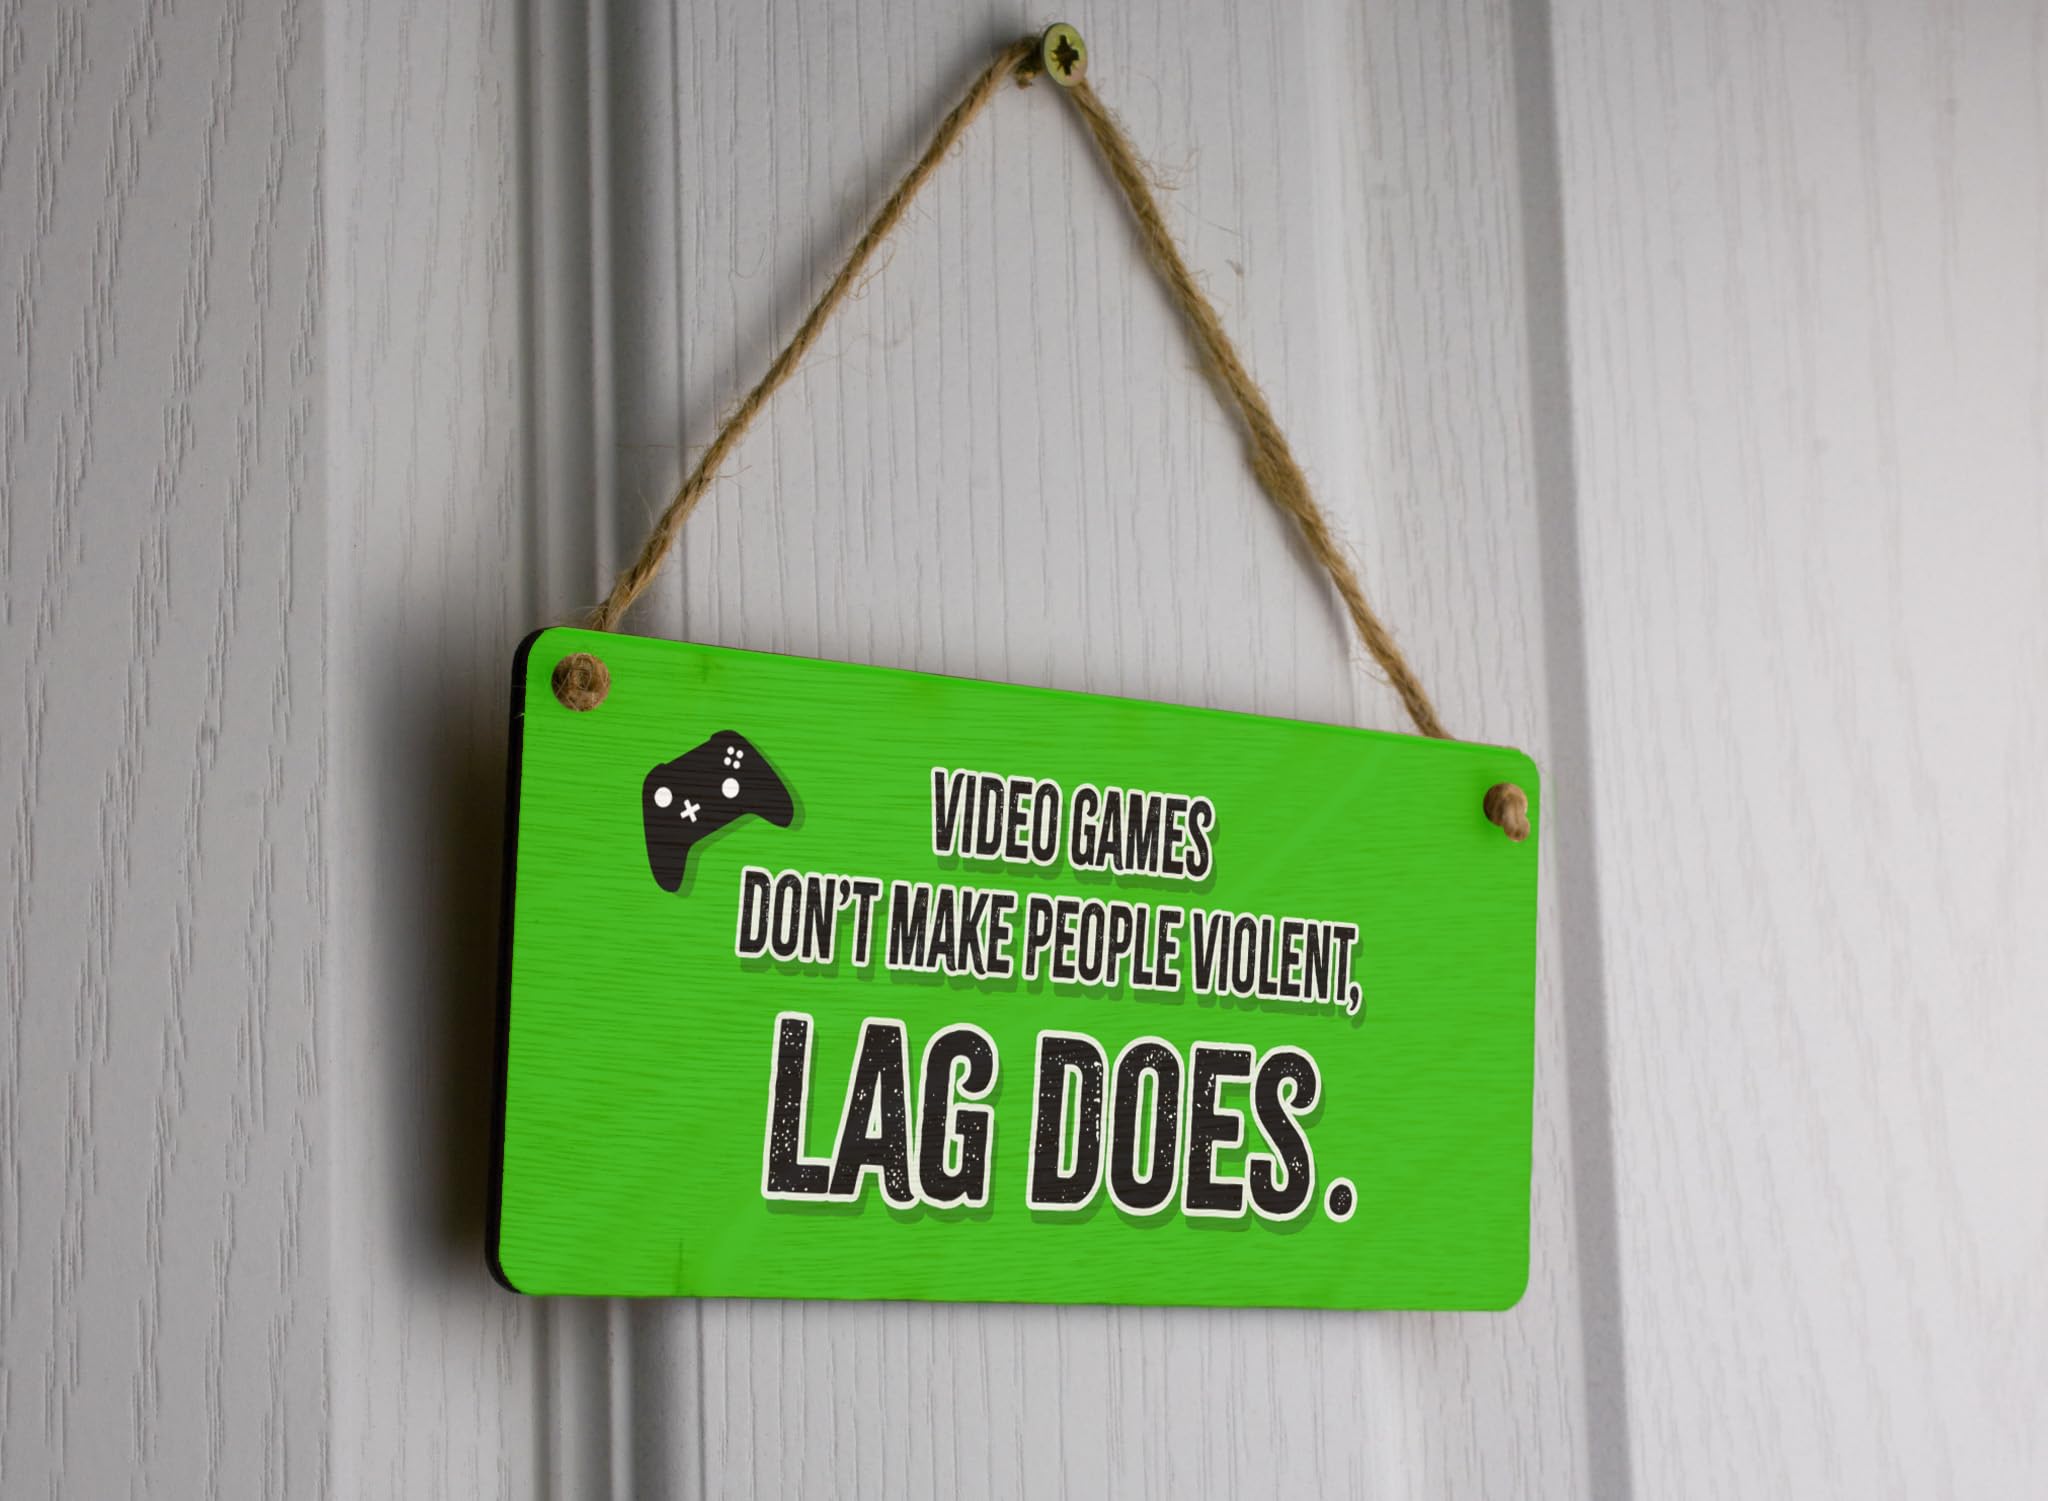 VIDEO GAMES
DON'T MAKE PEOPLE VIOLENT,
LAG DOES.